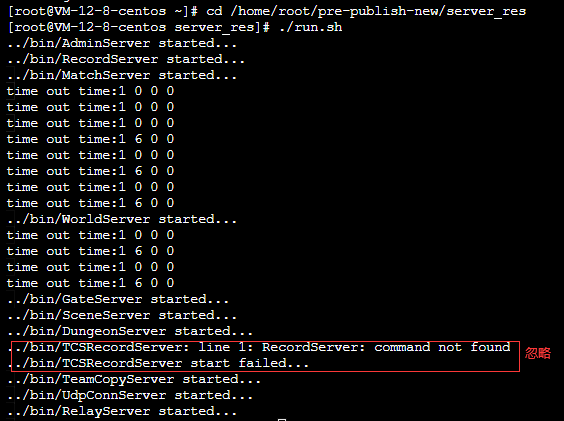 [root@VM-12-8-centos ~]# cd /home/root/pre-publish-new/server_res
[root@VM-12-8-centos server_res]# ./run.sh
../bin/AdminServer started...
../bin/RecordServer started...
../bin/MatchServer started...
time out time:1 0 0 0
time out time:1 0 0 0
time out time:1 0 0 0
time out time:1 6 0 0
time out time:1 0 0 0
time out time:1 6 0 0
time out time:1 0 0 0
time out time:1 6 0 0
../bin/WorldServer started...
time out time:1 0 0 0
time out time:1 6 0 0
time out time:1 0 0 0
time out time:1 6 0 0
../bin/GateServer started...
../bin/SceneServer started...
../bin/DungeonServer started...
../bin/TCSRecordServer: line 1: RecordServer: command not found
../bin/TCSRecordServer start failed...
忽略
../bin/TeamCopyServer started...
../bin/UdpConnServer started...
../bin/RelayServer started...